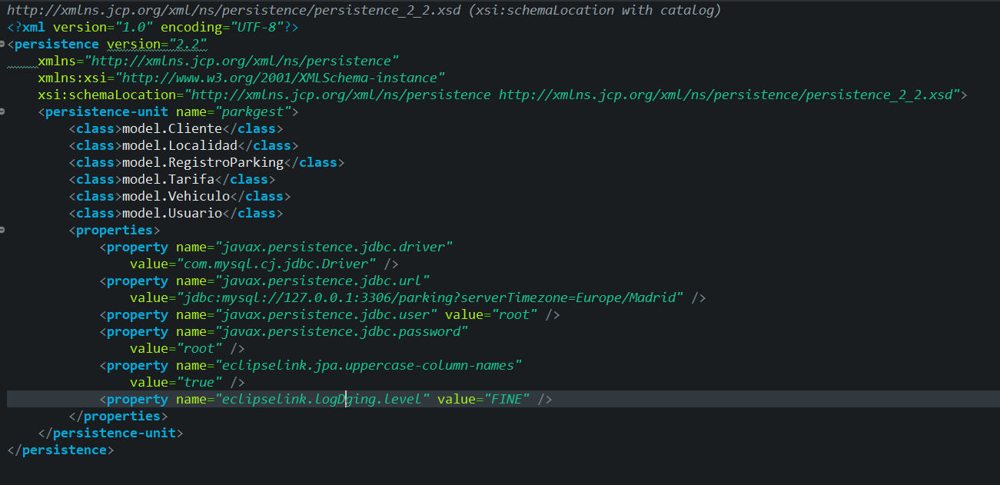 http://xmlns.jcp.org/xml/ns/persistence/persistence_2_2.xsd (xsi:schemaLocation with catalog)
<?xml version="1.0" encoding="UTF-8"?>
<persistence version="2.2"
    xmlns="http://xmlns.jcp.org/xml/ns/persistence"
    xmlns:xsi="http://www.w3.org/2001/XMLSchema-instance"
    xsi:schemaLocation="http://xmlns.jcp.org/xml/ns/persistence http://xmlns.jcp.org/xml/ns/persistence/persistence_2_2.xsd">
    <persistence-unit name="parkgest">
        <class>model.Cliente</class>
        <class>model.Localidad</class>
        <class>model.RegistroParking</class>
        <class>model.Tarifa</class>
        <class>model.Vehiculo</class>
        <class>model.Usuario</class>
        <properties>
            <property name="javax.persistence.jdbc.driver"
                value="com.mysql.cj.jdbc.Driver" />
            <property name="javax.persistence.jdbc.url"
                value="jdbc:mysql://127.0.0.1:3306/parking?serverTimezone=Europe/Madrid" />
            <property name="javax.persistence.jdbc.user" value="root" />
            <property name="javax.persistence.jdbc.password"
                value="root" />
            <property name="eclipselink.jpa.uppercase-column-names"
                value="true" />
            <property name="eclipselink.logDging.level" value="FINE" />
        </properties>
    </persistence-unit>
</persistence>